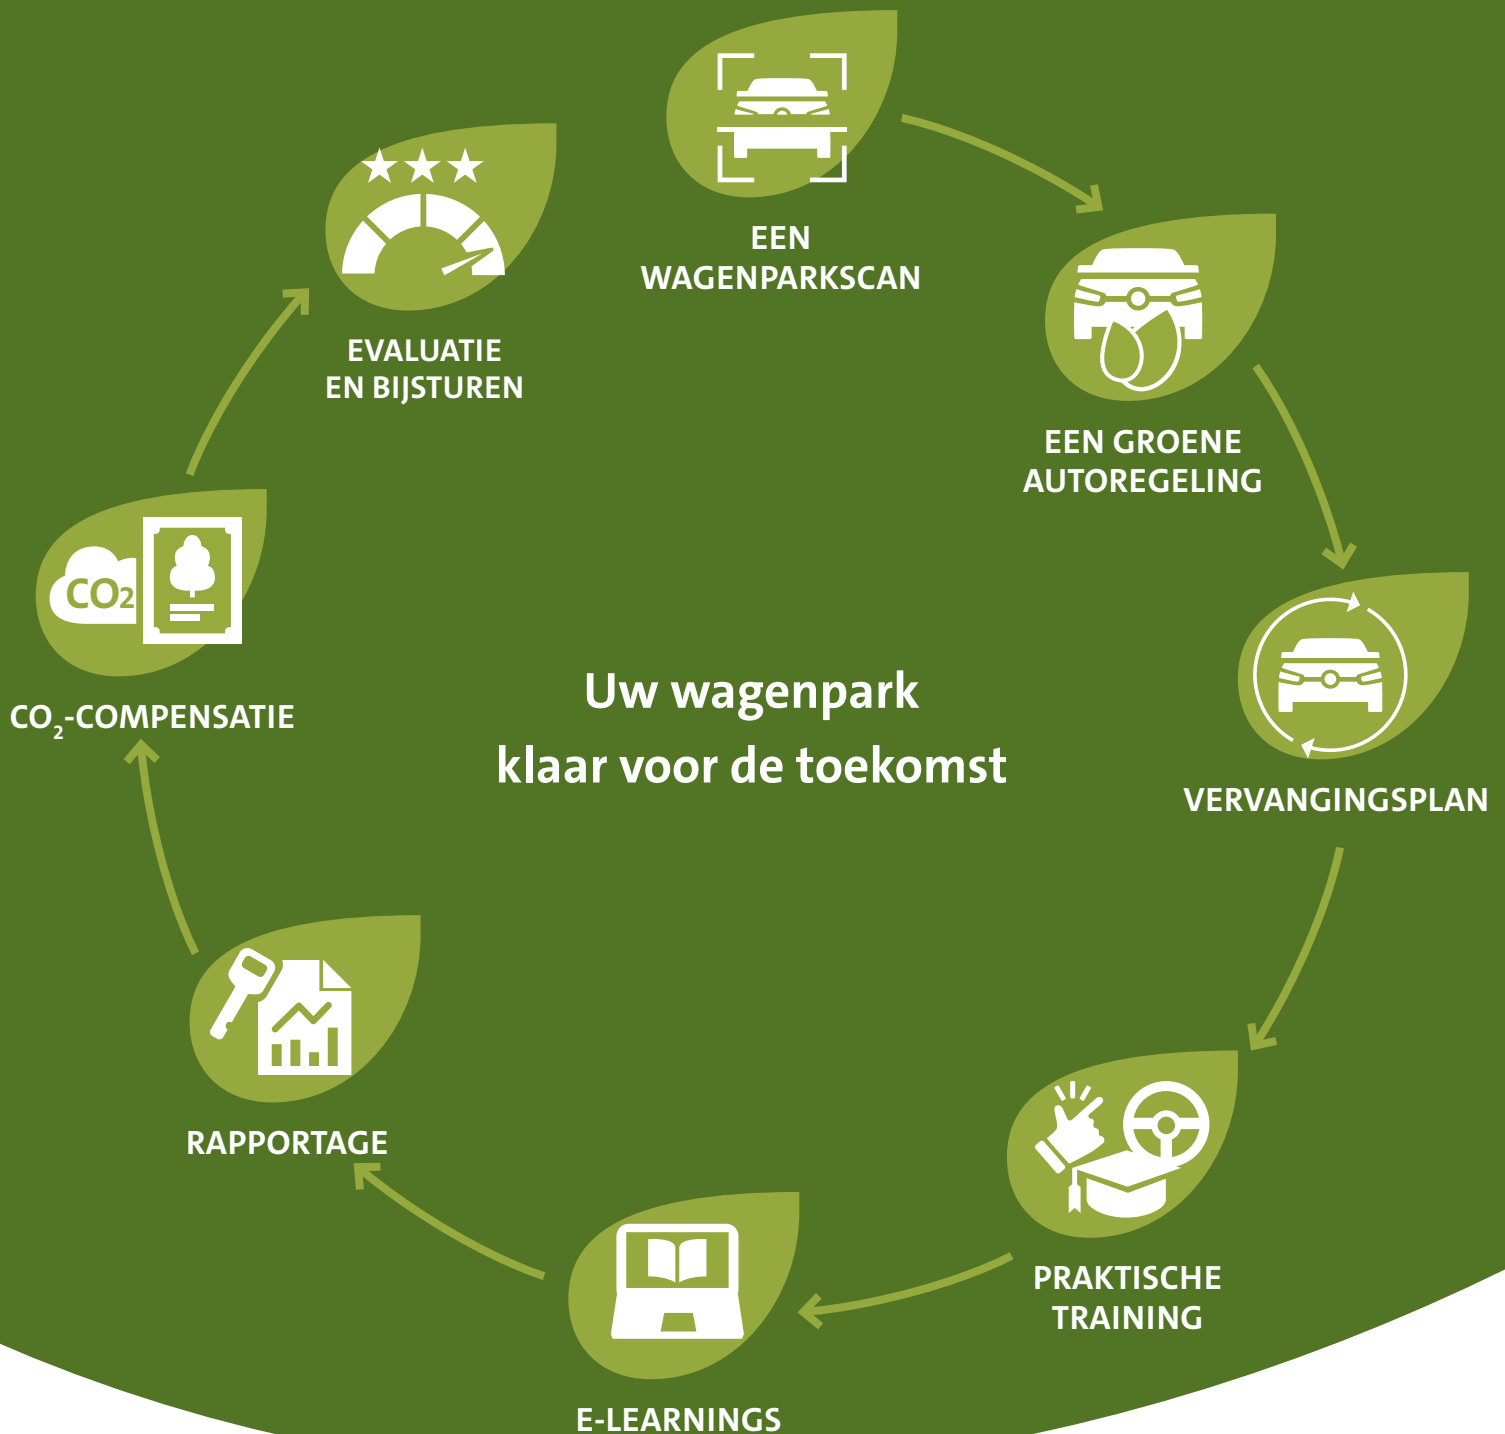 EEN
WAGENPARKSCAN
EEN GROENE
AUTOREGELING
VERVANGINGSPLAN
PRAKTISCHE
TRAINING
E-LEARNINGS
RAPPORTAGE
CO₂-COMPENSATIE
CO2
EVALUATIE
EN BIJSTUREN
Uw wagenpark
klaar voor de toekomst